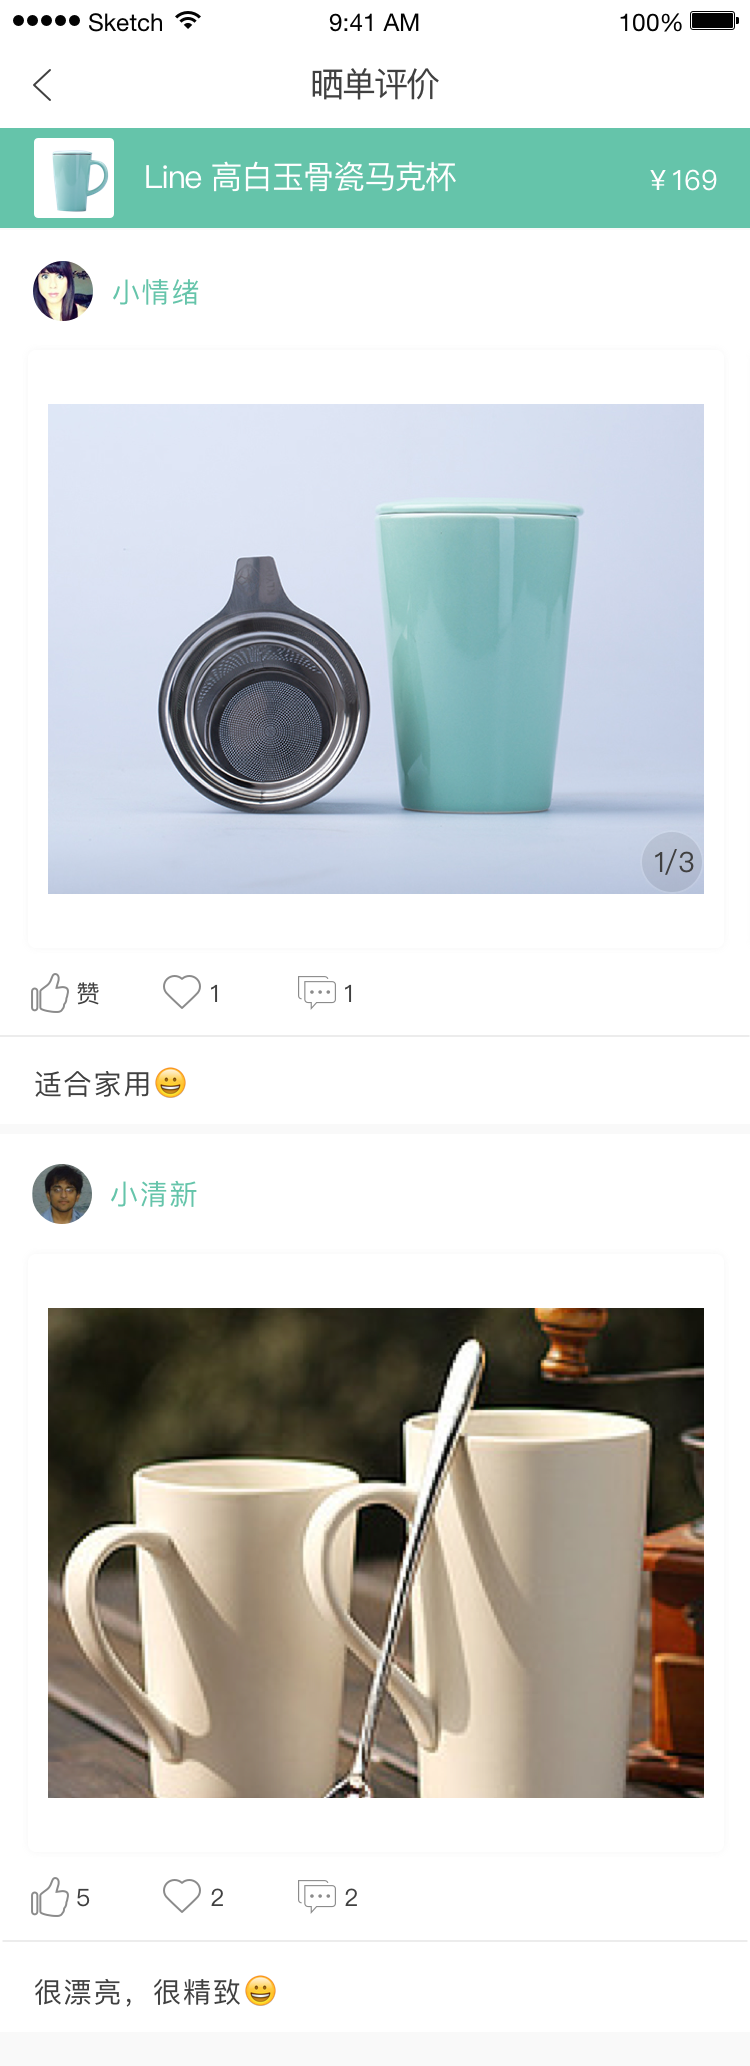 Sketch 9:41 AM 100%
晒单评价
Line 高白玉骨瓷马克杯 ¥169
小情绪
1/3
赞 1 1
适合家用😀
小清新
5 2 2
很漂亮，很精致😀